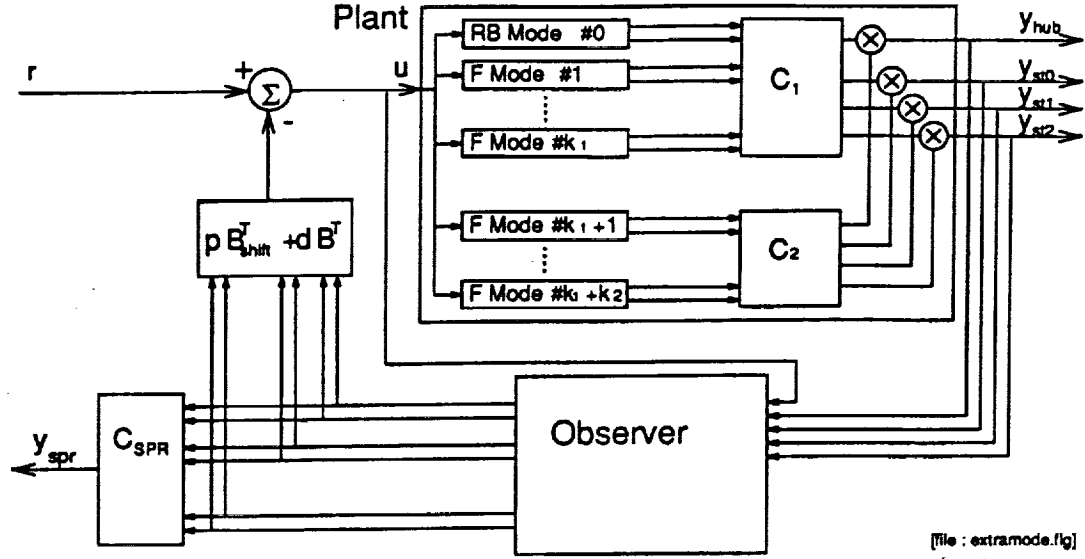 Plant
RB Mode #0
F Mode #1
F Mode #k₁
F Mode #k₁+1
F Mode #k₁+k₂
C₁
C₂
y_hub
y_st0
y_st1
y_st2
r
+
Σ
-
u
p B^T_shift + d B^T
Observer
C_SPR
y_spr
[file : extramode.fig]